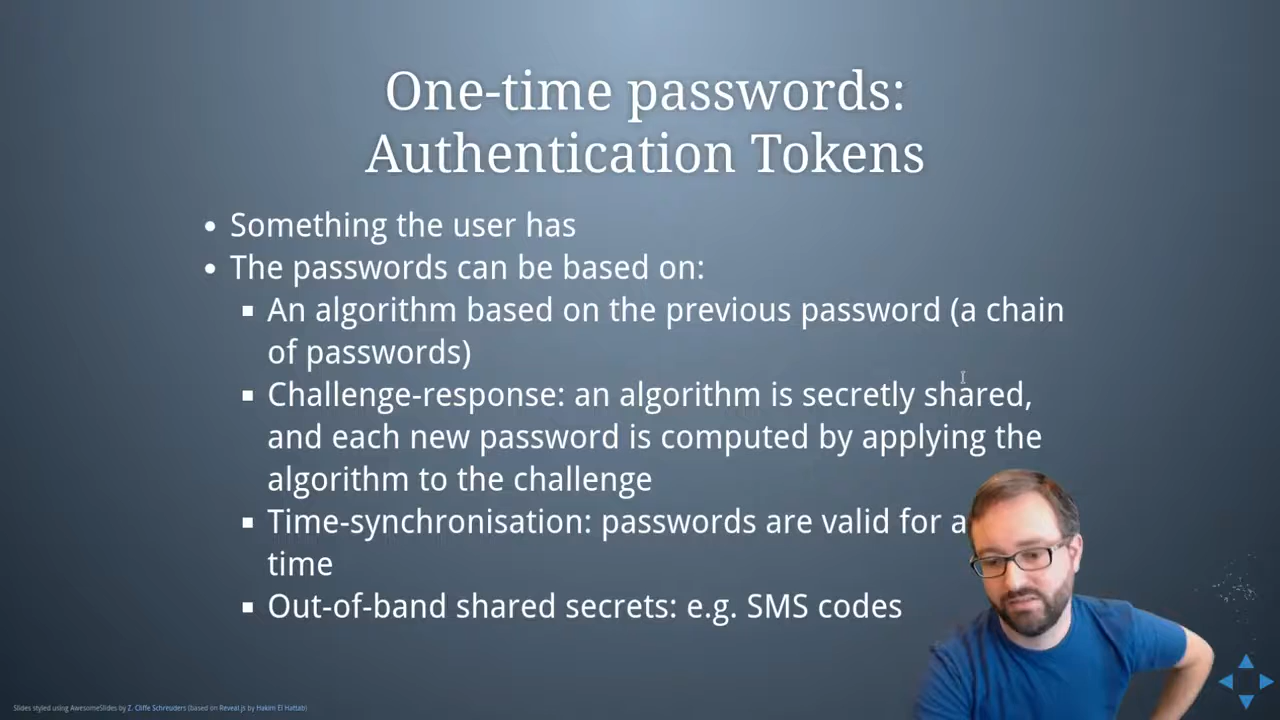 One-time passwords:
Authentication Tokens
Something the user has
The passwords can be based on:
An algorithm based on the previous password (a chain
of passwords)
Challenge-response: an algorithm is secretly shared,
and each new password is computed by applying the
algorithm to the challenge
Time-synchronisation: passwords are valid for a
time
Out-of-band shared secrets: e.g. SMS codes
Slides styled using AwesomeSlides by Z. Cliffe Schreuders (based on Reveal.js by Hakim El Hattab)